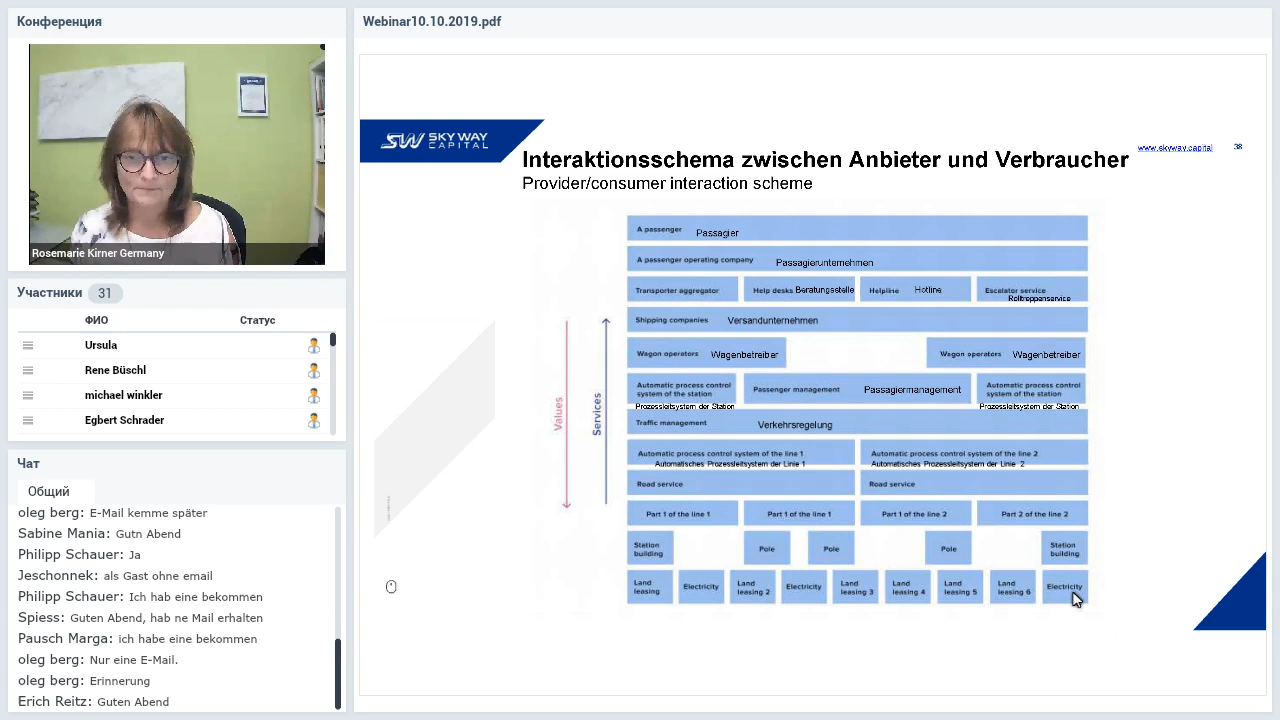 Конференция
Rosemarie Kirner Germany
Участники 31
ФИО Статус
Ursula
Rene Büschl
michael winkler
Egbert Schrader
Чат
Общий
oleg berg: E-Mail kemme später
Sabine Mania: Gutn Abend
Philipp Schauer: Ja
Jeschonnek: als Gast ohne email
Philipp Schauer: Ich hab eine bekommen
Spiess: Guten Abend, hab ne Mail erhalten
Pausch Marga: ich habe eine bekommen
oleg berg: Nur eine E-Mail.
oleg berg: Erinnerung
Erich Reitz: Guten Abend
Webinar10.10.2019.pdf
SW SKY WAY
CAPITAL
www.skyway.capital 38
Interaktionsschema zwischen Anbieter und Verbraucher
Provider/consumer interaction scheme
Values
Services
A passenger Passagier
A passenger operating company Passagierunternehmen
Transporter aggregator
Help desks Beratungsstelle
Helpline Hotline
Escalator service
Rolltreppenservice
Shipping companies Versandunternehmen
Wagon operators Wagenbetreiber
Wagon operators Wagenbetreiber
Automatic process control
system of the station
Prozessleitsystem der Station
Passenger management Passagiermanagement
Automatic process control
system of the station
Prozessleitsystem der Station
Traffic management Verkehrsregelung
Automatic process control system of the line 1
Automatisches Prozessleitsystem der Linie 1
Automatic process control system of the line 2
Automatisches Prozessleitsystem der Linie 2
Road service
Road service
Part 1 of the line 1
Part 1 of the line 1
Part 1 of the line 2
Part 2 of the line 2
Station
building
Pole
Pole
Pole
Station
building
Land
leasing
Electricity
Land
leasing 2
Electricity
Land
leasing 3
Land
leasing 4
Land
leasing 5
Land
leasing 6
Electricity